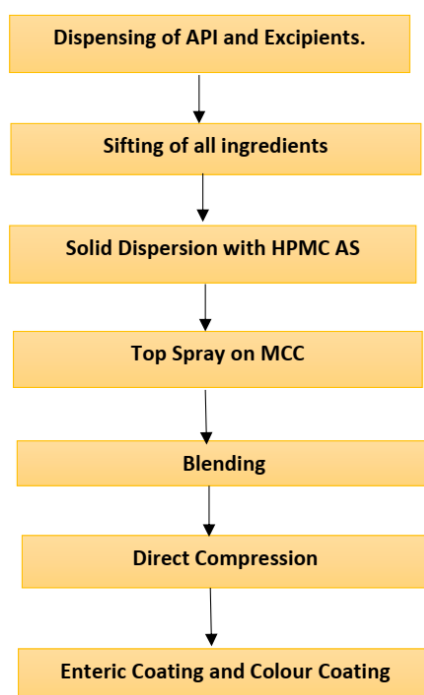 Dispensing of API and Excipients.
Sifting of all ingredients
Solid Dispersion with HPMC AS
Top Spray on MCC
Blending
Direct Compression
Enteric Coating and Colour Coating